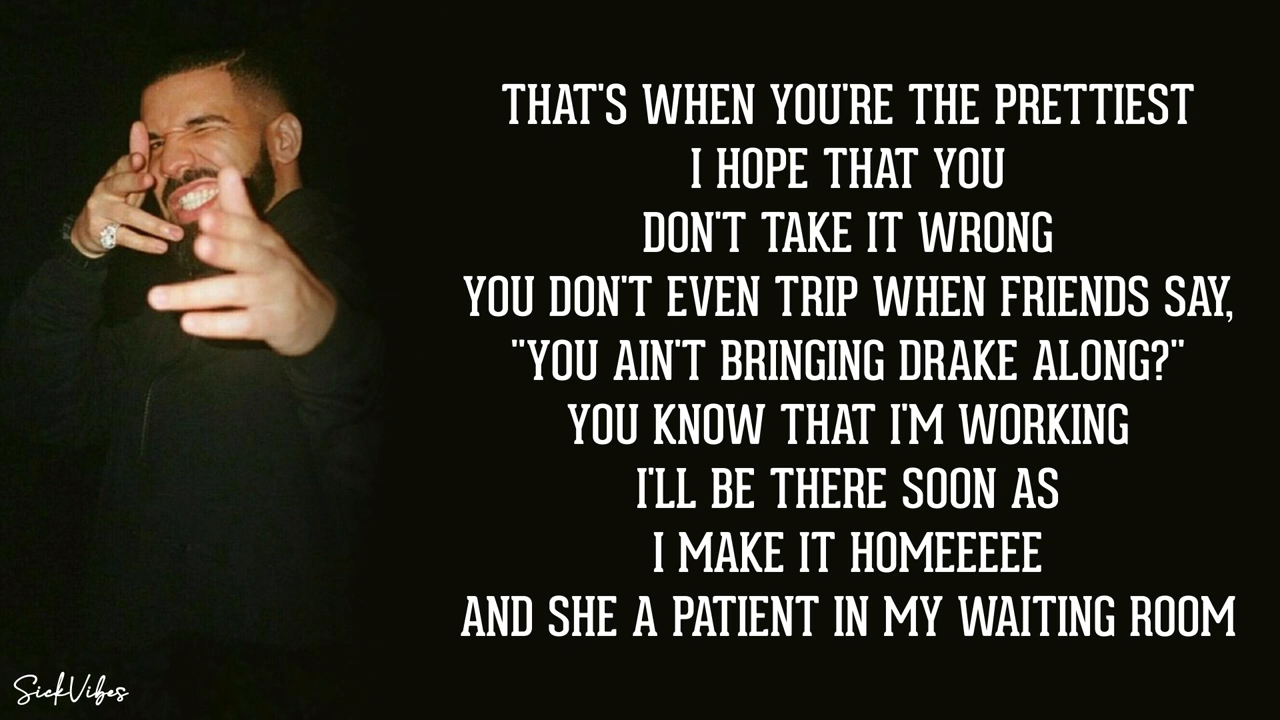 THAT'S WHEN YOU'RE THE PRETTIEST
I HOPE THAT YOU
DON'T TAKE IT WRONG
YOU DON'T EVEN TRIP WHEN FRIENDS SAY,
"YOU AIN'T BRINGING DRAKE ALONG?"
YOU KNOW THAT I'M WORKING
I'LL BE THERE SOON AS
I MAKE IT HOMEEEEE
AND SHE A PATIENT IN MY WAITING ROOM
SickVibes